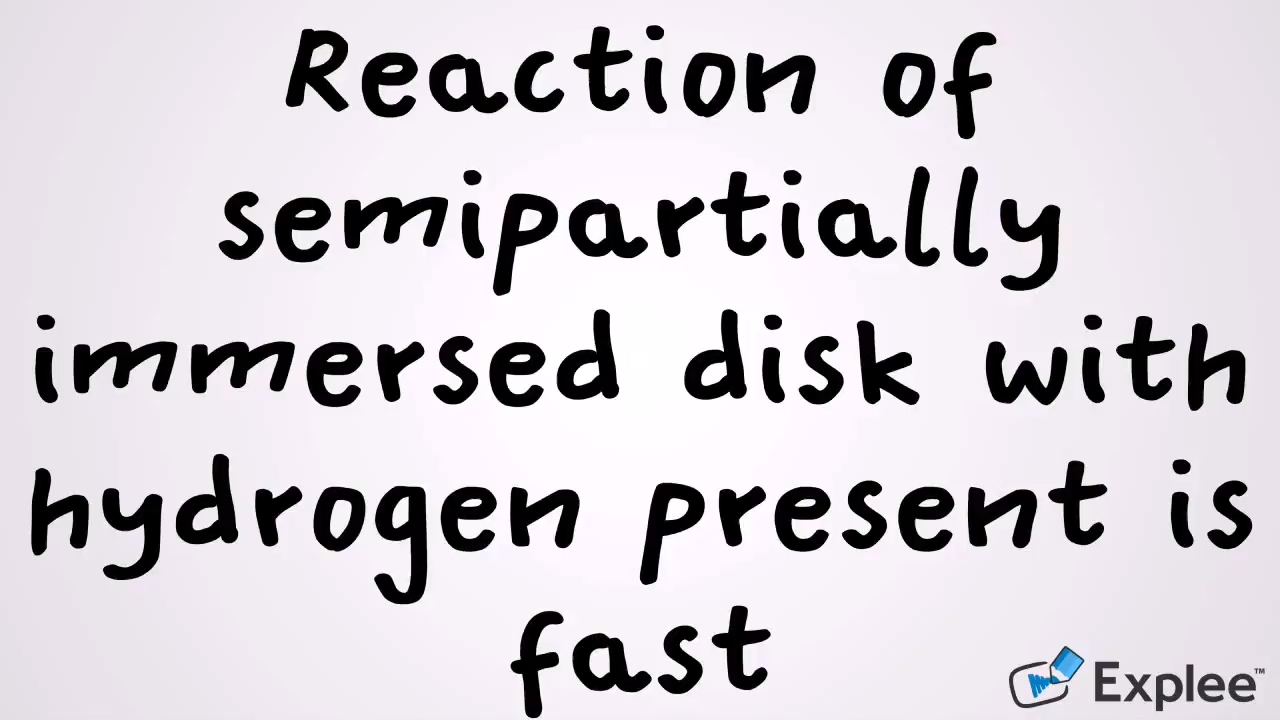 Reaction of
semipartially
immersed disk with
hydrogen present is
fast
Explee™